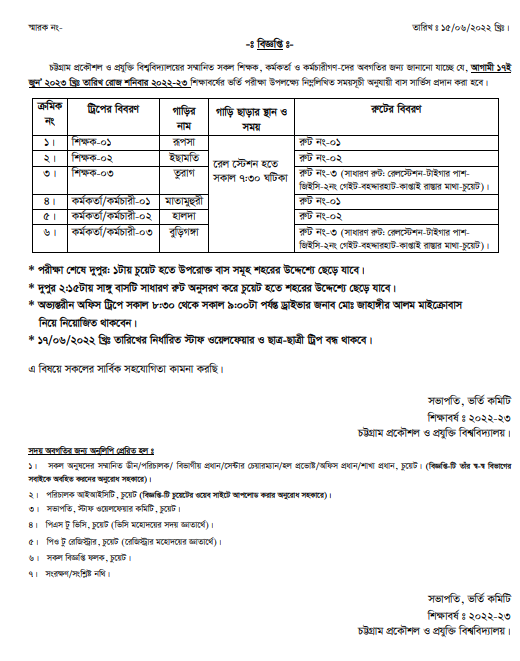 স্মারক নং-
তারিখ ঃ ১৫/০৬/২০২২ খ্রিঃ।
-ঃ বিজ্ঞপ্তি ঃ-
চট্টগ্রাম প্রকৌশল ও প্রযুক্তি বিশ্ববিদ্যালয়ের সম্মানিত সকল শিক্ষক, কর্মকর্তা ও কর্মচারীগণ-দের অবগতির জন্য জানানো যাচ্ছে যে, আগামী ১৭ই
জুন' ২০২৩ খ্রিঃ তারিখ রোজ শনিবার ২০২২-২৩ শিক্ষাবর্ষের ভর্তি পরীক্ষা উপলক্ষ্যে নিম্নলিখিত সময়সূচী অনুযায়ী বাস সার্ভিস প্রদান করা হবে।
ক্রমিক নং
ট্রিপের বিবরণ
গাড়ির নাম
গাড়ি ছাড়ার স্থান ও সময়
রুটের বিবরণ
১। শিক্ষক-০১ রূপসা রুট নং-০১
২। শিক্ষক-০২ ইছামতি রুট নং-০২
৩। শিক্ষক-০৩ তুরাগ রুট নং-৩ (সাধারণ রুট: রেলস্টেশন-টাইগার পাশ-
জিইসি-২নং গেইট-বহদ্দারহাট-কাপ্তাই রাস্তার মাথা-চুয়েট)।
রেল স্টেশন হতে
সকাল ৭:৩০ ঘটিকা
৪। কর্মকর্তা/কর্মচারী-০১ মাতামুহুরী রুট নং-০১
৫। কর্মকর্তা/কর্মচারী-০২ হালদা রুট নং-০২
৬। কর্মকর্তা/কর্মচারী-০৩ বুড়িগঙ্গা রুট নং-৩ (সাধারণ রুট: রেলস্টেশন-টাইগার পাশ-
জিইসি-২নং গেইট-বহদ্দারহাট-কাপ্তাই রাস্তার মাথা-চুয়েট)।
* পরীক্ষা শেষে দুপুর: ১টায় চুয়েট হতে উপরোক্ত বাস সমূহ শহরের উদ্দেশ্যে ছেড়ে যাবে।
* দুপুর ২:১৫টায় সাঙ্গু বাসটি সাধারণ রুট অনুসরণ করে চুয়েট হতে শহরের উদ্দেশ্যে ছেড়ে যাবে।
* অভ্যন্তরীন অফিস ট্রিপে সকাল ৮:৩০ থেকে সকাল ৯:০০টা পর্যন্ত ড্রাইভার জনাব মোঃ জাহাঙ্গীর আলম মাইক্রোবাস
নিয়ে নিয়োজিত থাকবেন।
* ১৭/০৬/২০২২ খ্রিঃ তারিখের নির্ধারিত স্টাফ ওয়েলফেয়ার ও ছাত্র-ছাত্রী ট্রিপ বন্ধ থাকবে।
এ বিষয়ে সকলের সার্বিক সহযোগিতা কামনা করছি।
সভাপতি, ভর্তি কমিটি
শিক্ষাবর্ষ ঃ ২০২২-২৩
চট্টগ্রাম প্রকৌশল ও প্রযুক্তি বিশ্ববিদ্যালয়।
সদয় অবগতির জন্য অনুলিপি প্রেরিত হল ঃ
১। সকল অনুষদের সম্মানিত ডীন/পরিচালক/ বিভাগীয় প্রধান/সেন্টার চেয়ারম্যান/হল প্রভোষ্ট/অফিস প্রধান/শাখা প্রধান, চুয়েট। (বিজ্ঞপ্তি-টি তাঁর স্ব-স্ব বিভাগের
সবাইকে অবহিত করনের অনুরোধ সহকারে)।
২। পরিচালক আইআইসিটি, চুয়েট (বিজ্ঞপ্তি-টি চুয়েটের ওয়েব সাইটে আপলোড করার অনুরোধ সহকারে)।
৩। সভাপতি, স্টাফ ওয়েলফেয়ার কমিটি, চুয়েট।
৪। পিএস টু ভিসি, চুয়েট (ভিসি মহোদয়ের সদয় জ্ঞাতার্থে)।
৫। পিও টু রেজিস্ট্রার, চুয়েট (রেজিস্ট্রার মহোদয়ের জ্ঞাতার্থে)।
৬। সকল বিজ্ঞপ্তি ফলক, চুয়েট।
৭। সংরক্ষণ/সংশ্লিষ্ট নথি।
সভাপতি, ভর্তি কমিটি
শিক্ষাবর্ষ ঃ ২০২২-২৩
চট্টগ্রাম প্রকৌশল ও প্রযুক্তি বিশ্ববিদ্যালয়।